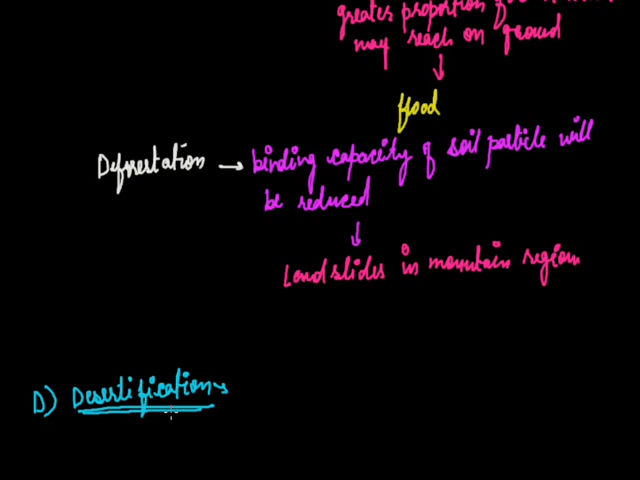 greater proportion
may reach on ground
↓
flood
Deforestation → binding capacity of soil particle will
be reduced
↓
Landslides in mountain region
D) Desertification →